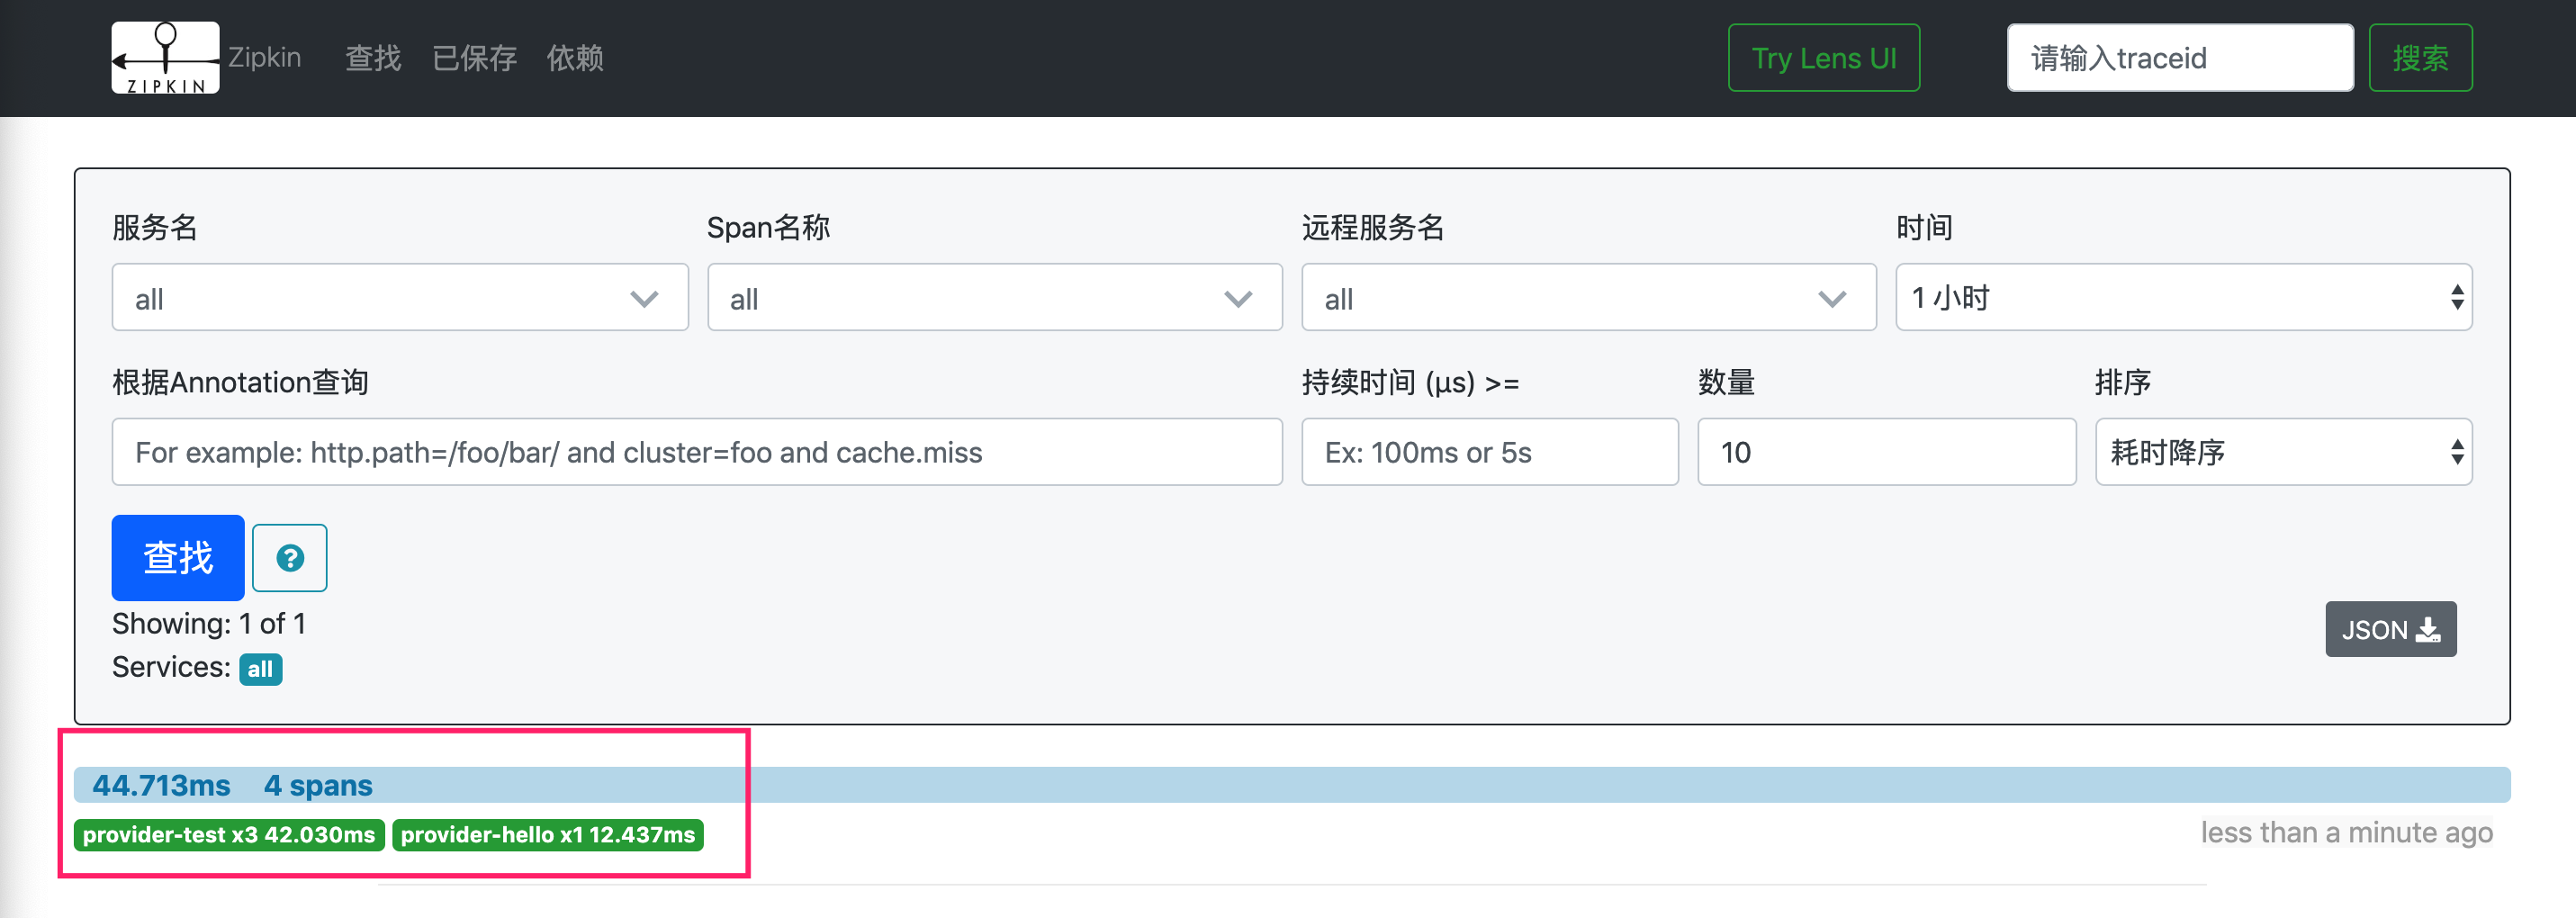 ZIPKIN Zipkin 查找 已保存 依赖 Try Lens UI 请输入traceid 搜索
服务名 Span名称 远程服务名 时间
all all all 1 小时
根据Annotation查询 持续时间 (μs) >= 数量 排序
For example: http.path=/foo/bar/ and cluster=foo and cache.miss Ex: 100ms or 5s 10 耗时降序
查找 ?
Showing: 1 of 1
JSON
Services: all
44.713ms 4 spans
provider-test x3 42.030ms provider-hello x1 12.437ms less than a minute ago